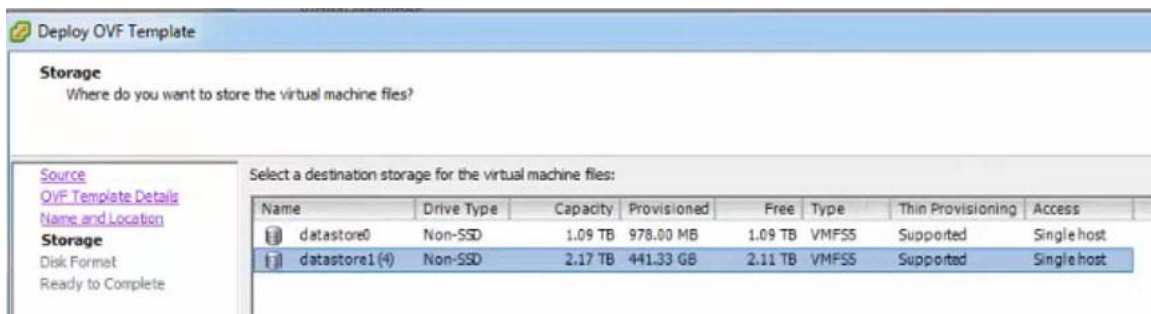 Deploy OVF Template
Storage
Where do you want to store the virtual machine files?
Source
OVF Template Details
Name and Location
Storage
Disk Format
Ready to Complete
Select a destination storage for the virtual machine files:
Name Drive Type Capacity Provisioned Free Type Thin Provisioning Access
datastore0 Non-SSD 1.09 TB 978.00 MB 1.09 TB VMFS5 Supported Single host
datastore1 (4) Non-SSD 2.17 TB 441.33 GB 2.11 TB VMFS5 Supported Single host